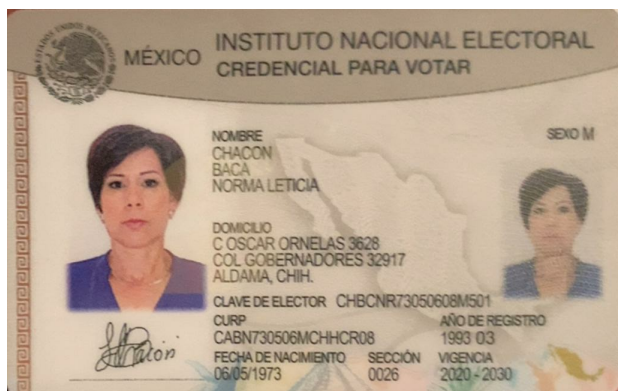 MÉXICO
INSTITUTO NACIONAL ELECTORAL
CREDENCIAL PARA VOTAR
NOMBRE
SEXO M
CHACON
BACA
NORMA LETICIA
DOMICILIO
C OSCAR ORNELAS 3628
COL GOBERNADORES 32917
ALDAMA, CHIH.
CLAVE DE ELECTOR CHBCNR73050608M501
CURP
AÑO DE REGISTRO
CABN730506MCHHCR08
1993 03
FECHA DE NACIMIENTO SECCIÓN VIGENCIA
06/05/1973 0026 2020 - 2030